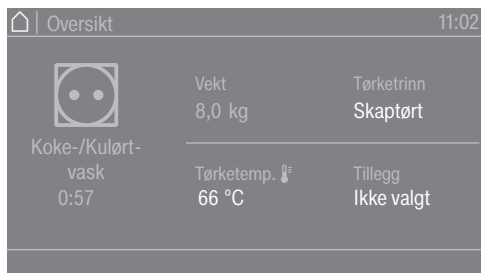 Oversikt 11:02
Koke-/Kulørt-
vask
0:57
Vekt
8,0 kg
Tørketrinn
Skaptørt
Tørketemp.
66 °C
Tillegg
Ikke valgt